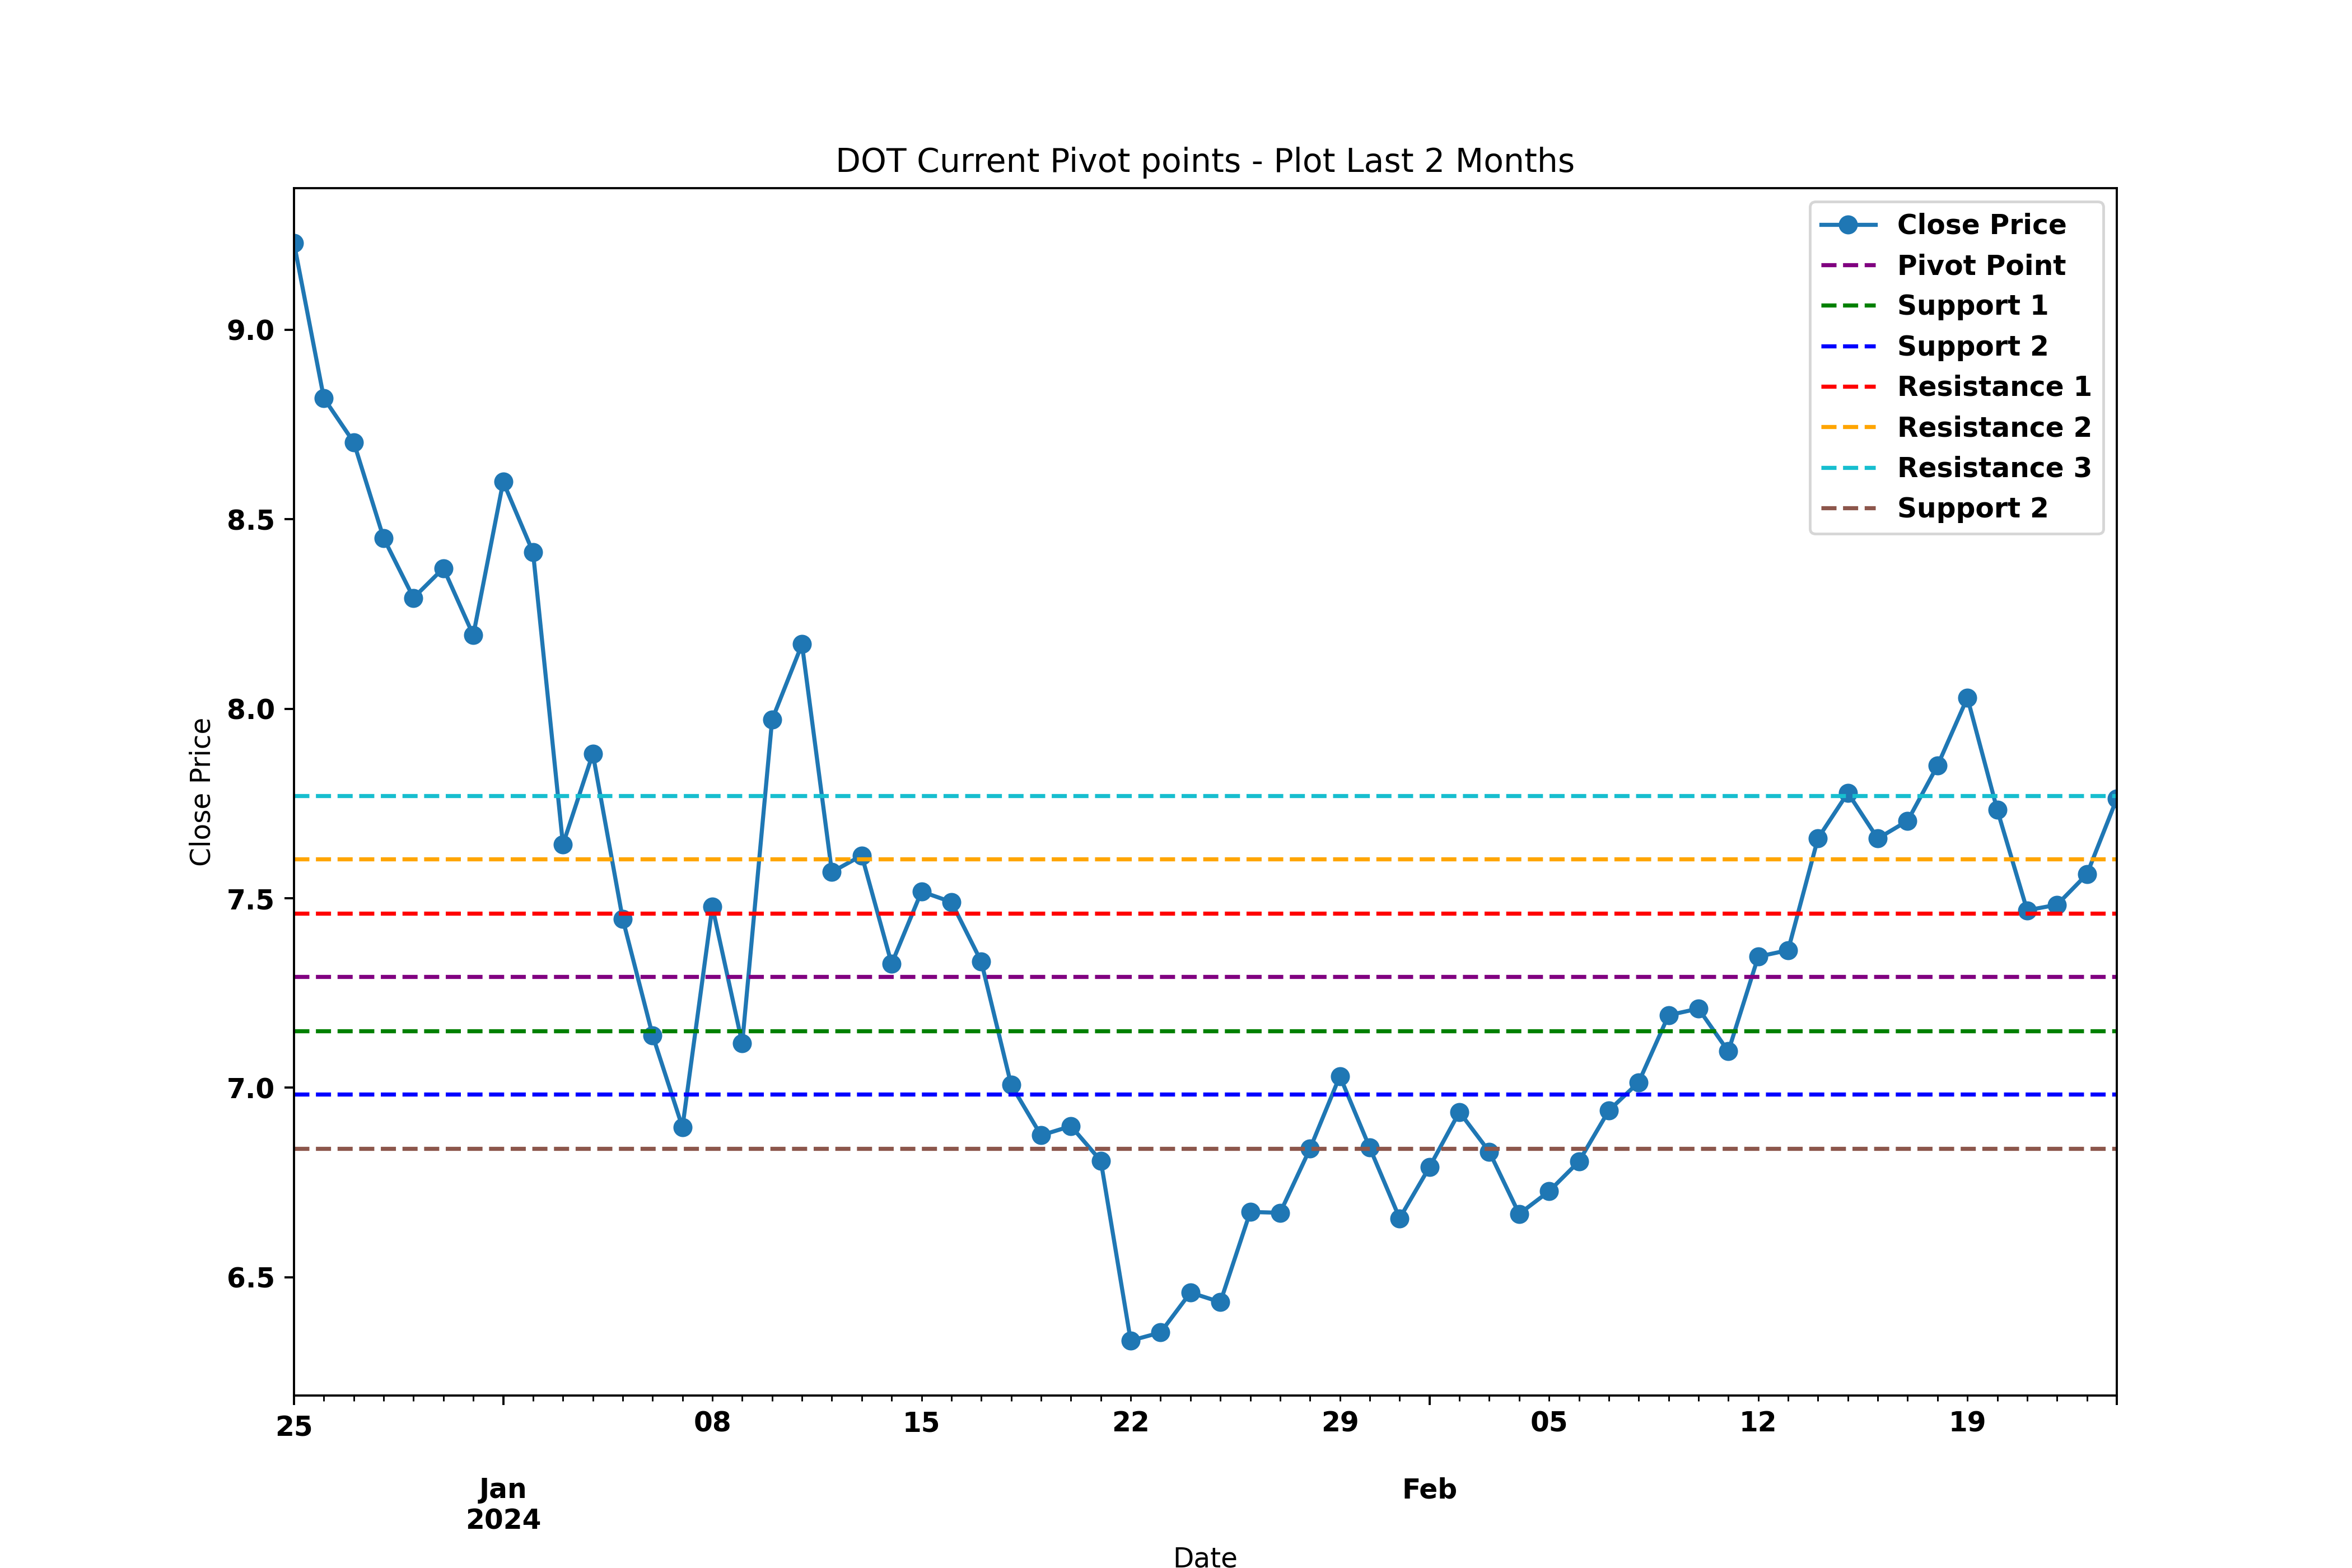 DOT Current Pivot points - Plot Last 2 Months
Close Price
Pivot Point
Support 1
Support 2
Resistance 1
Resistance 2
Resistance 3
Support 2
Close Price
9.0
8.5
8.0
7.5
7.0
6.5
25 08 15 22 29 05 12 19
Jan Feb
2024
Date